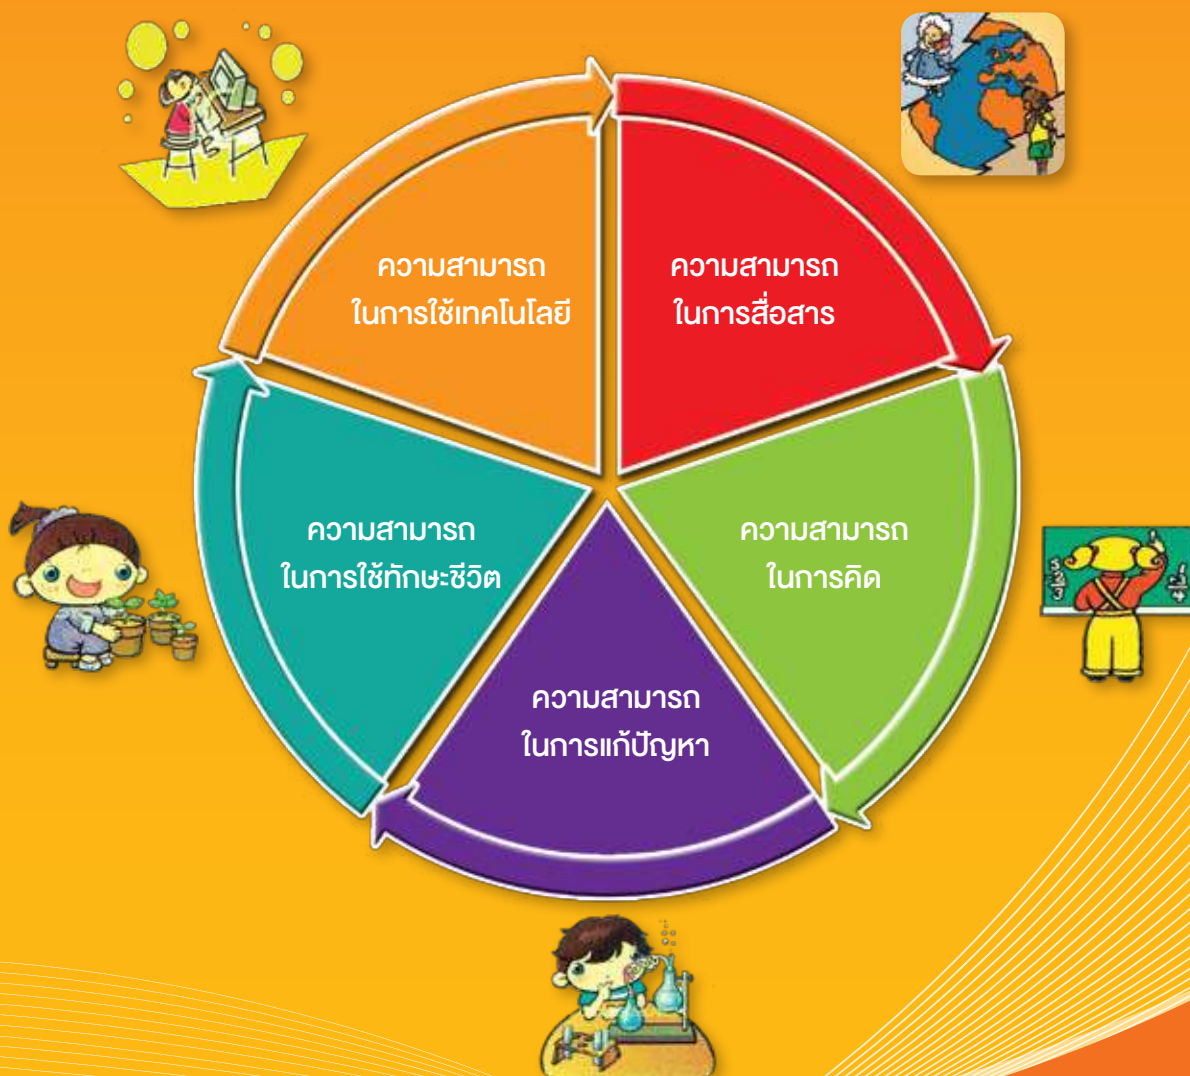 ความสามารถ
ในการใช้เทคโนโลยี
ความสามารถ
ในการสื่อสาร
ความสามารถ
ในการใช้ทักษะชีวิต
ความสามารถ
ในการคิด
ความสามารถ
ในการแก้ปัญหา